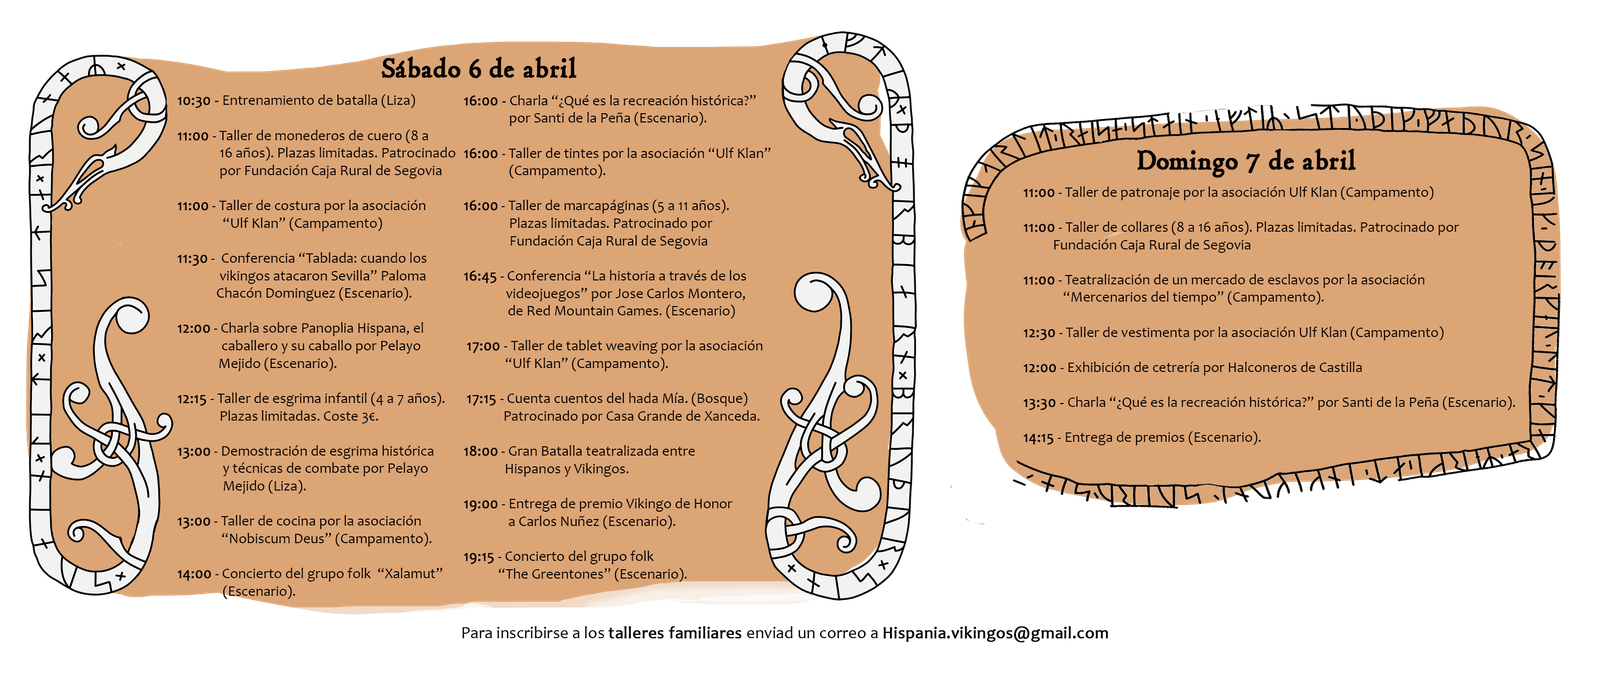 Sábado 6 de abril
10:30 - Entrenamiento de batalla (Liza)
11:00 - Taller de monederos de cuero (8 a
16 años). Plazas limitadas. Patrocinado
por Fundación Caja Rural de Segovia
11:00 - Taller de costura por la asociación
“Ulf Klan” (Campamento)
11:30 - Conferencia “Tablada: cuando los
vikingos atacaron Sevilla” Paloma
Chacón Dominguez (Escenario).
12:00 - Charla sobre Panoplia Hispana, el
caballero y su caballo por Pelayo
Mejido (Escenario).
12:15 - Taller de esgrima infantil (4 a 7 años).
Plazas limitadas. Coste 3€.
13:00 - Demostración de esgrima histórica
y técnicas de combate por Pelayo
Mejido (Liza).
13:00 - Taller de cocina por la asociación
“Nobiscum Deus” (Campamento).
14:00 - Concierto del grupo folk “Xalamut”
(Escenario).
16:00 - Charla “¿Qué es la recreación histórica?”
por Santi de la Peña (Escenario).
16:00 - Taller de tintes por la asociación “Ulf Klan”
(Campamento).
16:00 - Taller de marcapáginas (5 a 11 años).
Plazas limitadas. Patrocinado por
Fundación Caja Rural de Segovia
16:45 - Conferencia “La historia a través de los
videojuegos” por Jose Carlos Montero,
de Red Mountain Games. (Escenario)
17:00 - Taller de tablet weaving por la asociación
“Ulf Klan” (Campamento).
17:15 - Cuenta cuentos del hada Mía. (Bosque)
Patrocinado por Casa Grande de Xanceda.
18:00 - Gran Batalla teatralizada entre
Hispanos y Vikingos.
19:00 - Entrega de premio Vikingo de Honor
a Carlos Nuñez (Escenario).
19:15 - Concierto del grupo folk
“The Greentones” (Escenario).
Domingo 7 de abril
11:00 - Taller de patronaje por la asociación Ulf Klan (Campamento)
11:00 - Taller de collares (8 a 16 años). Plazas limitadas. Patrocinado por
Fundación Caja Rural de Segovia
11:00 - Teatralización de un mercado de esclavos por la asociación
“Mercenarios del tiempo” (Campamento).
12:30 - Taller de vestimenta por la asociación Ulf Klan (Campamento)
12:00 - Exhibición de cetrería por Halconeros de Castilla
13:30 - Charla “¿Qué es la recreación histórica?” por Santi de la Peña (Escenario).
14:15 - Entrega de premios (Escenario).
Para inscribirse a los talleres familiares enviad un correo a Hispania.vikingos@gmail.com